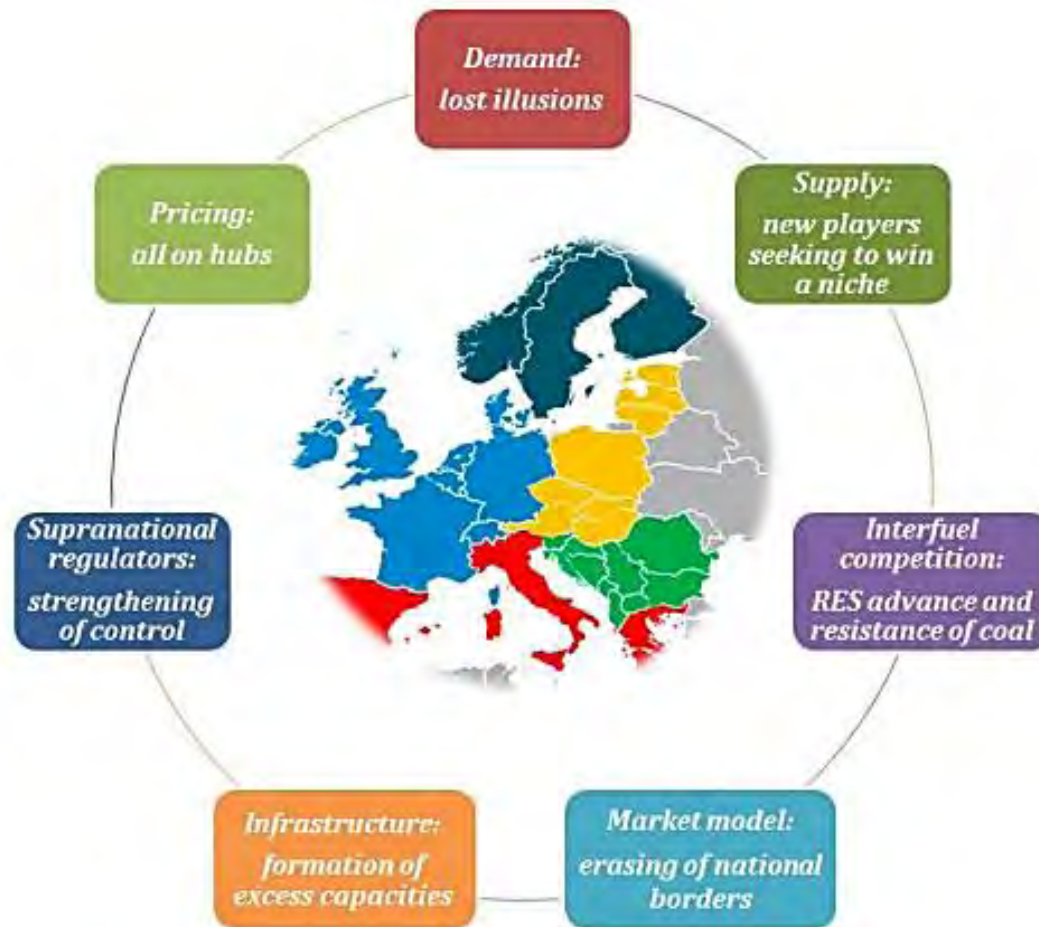 Demand:
lost illusions
Supply:
new players
seeking to win
a niche
Interfuel
competition:
RES advance and
resistance of coal
Market model:
erasing of national
borders
Infrastructure:
formation of
excess capacities
Supranational
regulators:
strengthening
of control
Pricing:
all on hubs